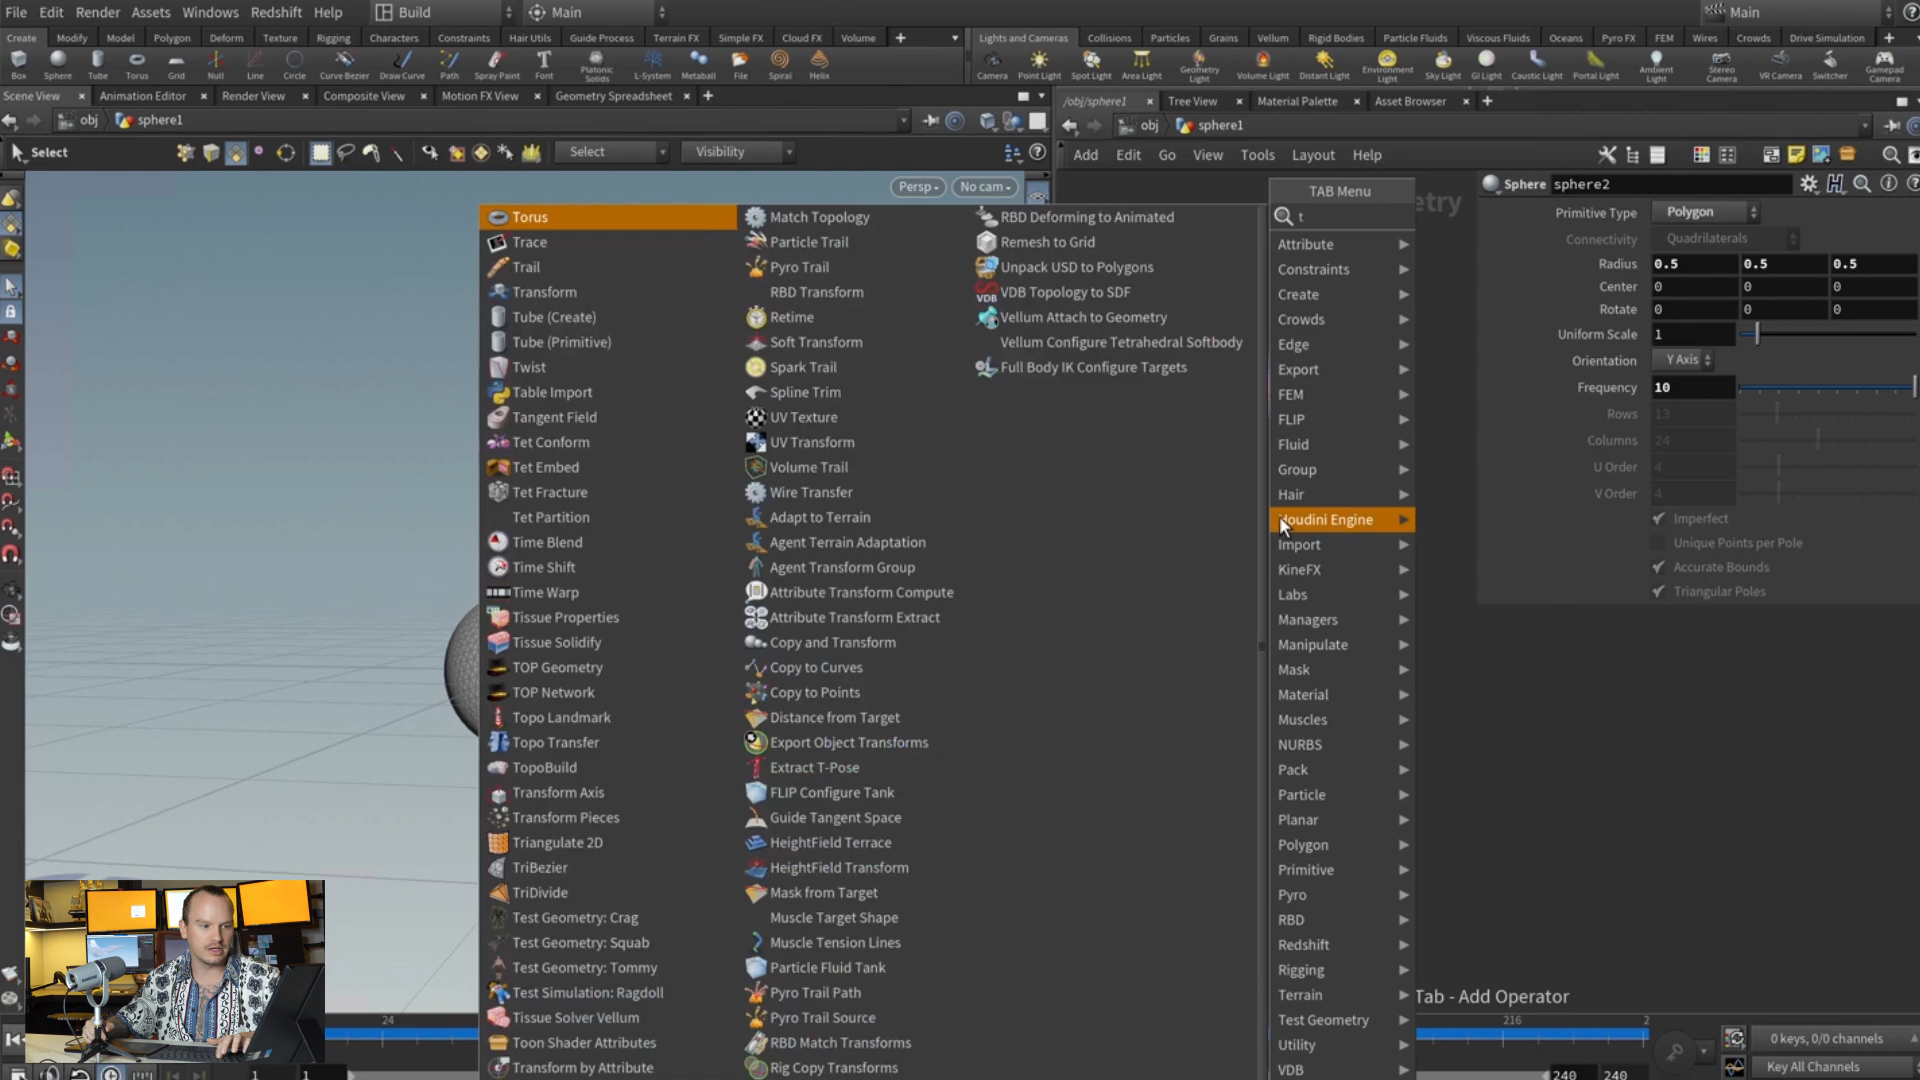 File Edit Render Assets Windows Redshift Help Build Main Main
Create Modify Model Polygon Deform Texture Rigging Characters Constraints Hair Utils Guide Process Terrain FX Simple FX Cloud FX Volume Lights and Cameras Collisions Particles Grains Vellum Rigid Bodies Particle Fluids Viscous Fluids Oceans Pyro FX FEM Wires Crowds Drive Simulation
Box Sphere Tube Torus Grid Null Line Circle Curve Bezier Draw Curve Path Spray Paint Font Platonic Solids L-System Metaball File Spiral Helix Camera Point Light Spot Light Area Light Geometry Light Volume Light Distant Light Environment Light Sky Light GI Light Caustic Light Portal Light Ambient Light Stereo Camera VR Camera Switcher Gamepad Camera
Scene View Animation Editor Render View Composite View Motion FX View Geometry Spreadsheet /obj/sphere1 Tree View Material Palette Asset Browser
obj sphere1 obj sphere1
Select Select Visibility Add Edit Go View Tools Layout Help
Persp No cam
TAB Menu
t
etry
Torus
Trace
Trail
Transform
Tube (Create)
Tube (Primitive)
Twist
Table Import
Tangent Field
Tet Conform
Tet Embed
Tet Fracture
Tet Partition
Time Blend
Time Shift
Time Warp
Tissue Properties
Tissue Solidify
TOP Geometry
TOP Network
Topo Landmark
Topo Transfer
TopoBuild
Transform Axis
Transform Pieces
Triangulate 2D
TriBezier
TriDivide
Test Geometry: Crag
Test Geometry: Squab
Test Geometry: Tommy
Test Simulation: Ragdoll
Tissue Solver Vellum
Toon Shader Attributes
Transform by Attribute
Match Topology
Particle Trail
Pyro Trail
RBD Transform
Retime
Soft Transform
Spark Trail
Spline Trim
UV Texture
UV Transform
Volume Trail
Wire Transfer
Adapt to Terrain
Agent Terrain Adaptation
Agent Transform Group
Attribute Transform Compute
Attribute Transform Extract
Copy and Transform
Copy to Curves
Copy to Points
Distance from Target
Export Object Transforms
Extract T-Pose
FLIP Configure Tank
Guide Tangent Space
HeightField Terrace
HeightField Transform
Mask from Target
Muscle Target Shape
Muscle Tension Lines
Particle Fluid Tank
Pyro Trail Path
Pyro Trail Source
RBD Match Transforms
Rig Copy Transforms
RBD Deforming to Animated
Remesh to Grid
Unpack USD to Polygons
VDB Topology to SDF
Vellum Attach to Geometry
Vellum Configure Tetrahedral Softbody
Full Body IK Configure Targets
Attribute
Constraints
Create
Crowds
Edge
Export
FEM
FLIP
Fluid
Group
Hair
Houdini Engine
Import
KineFX
Labs
Managers
Manipulate
Mask
Material
Muscles
NURBS
Pack
Particle
Planar
Polygon
Primitive
Pyro
RBD
Redshift
Rigging
Terrain
Test Geometry
Utility
VDB
Sphere sphere2
Primitive Type Polygon
Connectivity Quadrilaterals
Radius 0.5 0.5 0.5
Center 0 0 0
Rotate 0 0 0
Uniform Scale 1
Orientation Y Axis
Frequency 10
Rows 13
Columns 24
U Order 4
V Order 4
Imperfect
Unique Points per Pole
Accurate Bounds
Triangular Poles
Tab - Add Operator
24 216 2
0 keys, 0/0 channels
1 1 240 240 Key All Channels